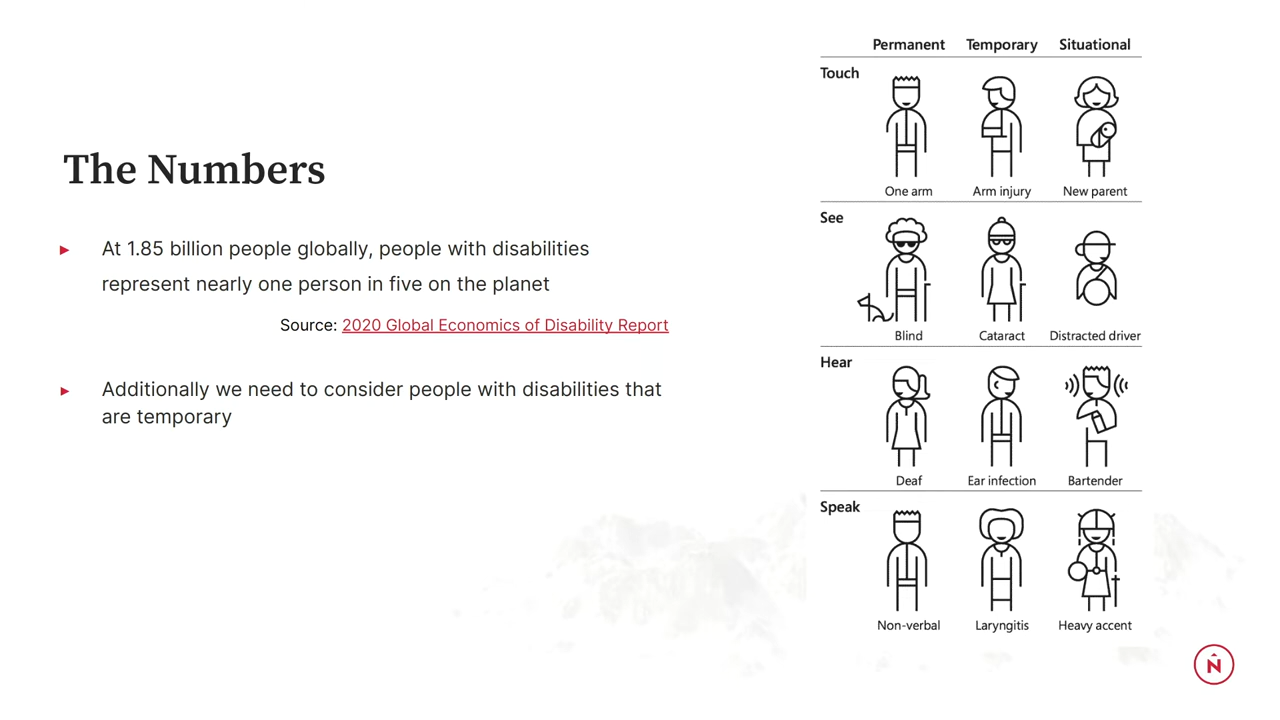 The Numbers
► At 1.85 billion people globally, people with disabilities
represent nearly one person in five on the planet
Source: 2020 Global Economics of Disability Report
► Additionally we need to consider people with disabilities that
are temporary
Permanent Temporary Situational
Touch
One arm Arm injury New parent
See
Blind Cataract Distracted driver
Hear
Deaf Ear infection Bartender
Speak
Non-verbal Laryngitis Heavy accent
N